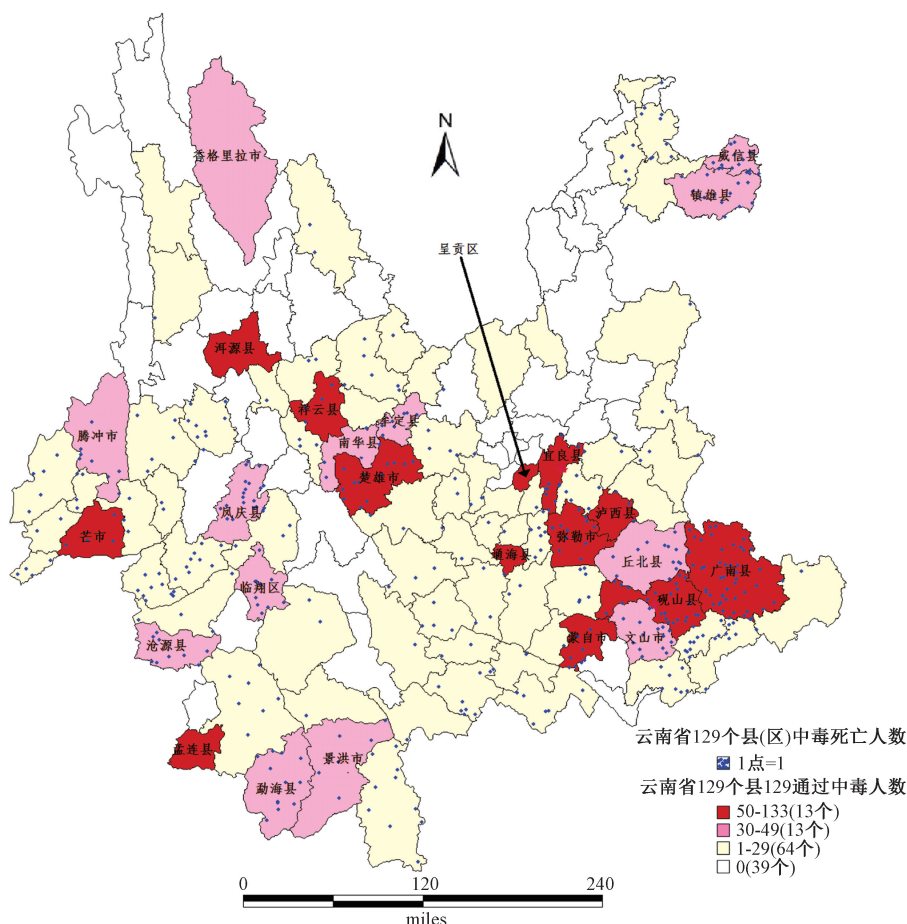 N
香格里拉市
威信县
镇雄县
呈贡区
洱源县
祥云县
牟定县
腾冲市
南华县
宜良县
楚雄市
泸西县
凤庆县
芒市
弥勒市
通海县
丘北县
广南县
临翔区
砚山县
蒙自市
文山市
沧源县
孟连县
景洪市
勐海县
云南省129个县(区)中毒死亡人数
1点=1
云南省129个县129通过中毒人数
50-133(13个)
30-49(13个)
1-29(64个)
0(39个)
0 120 240
miles